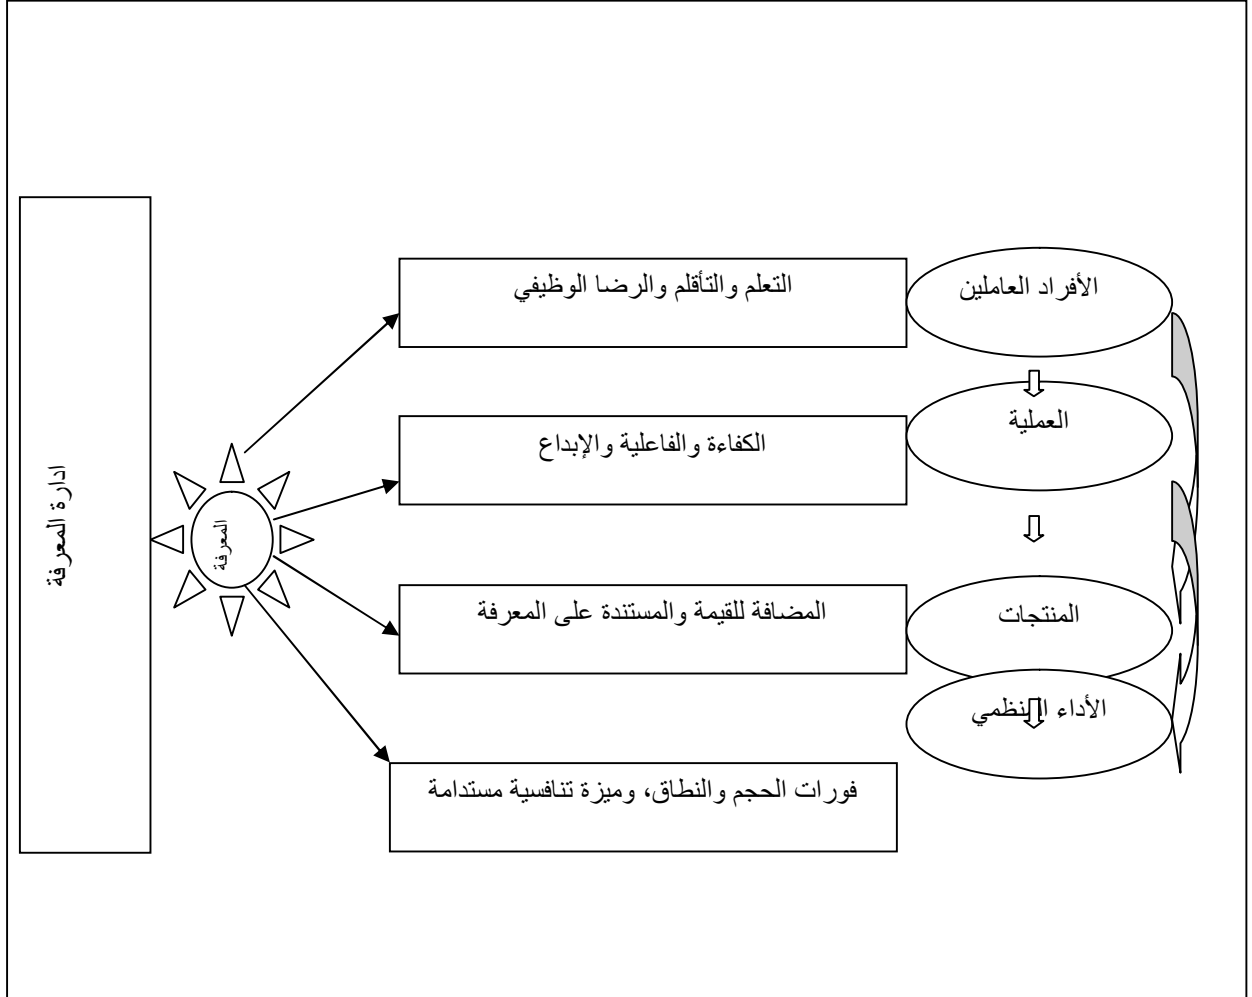 الأفراد العاملين
التعلم والتأقلم والرضا الوظيفي
العملية
الكفاءة والفاعلية والإبداع
المنتجات
المضافة للقيمة والمستندة على المعرفة
الأداء المنظمي
فورات الحجم والنطاق، وميزة تنافسية مستدامة
المعرفة
ادارة المعرفة